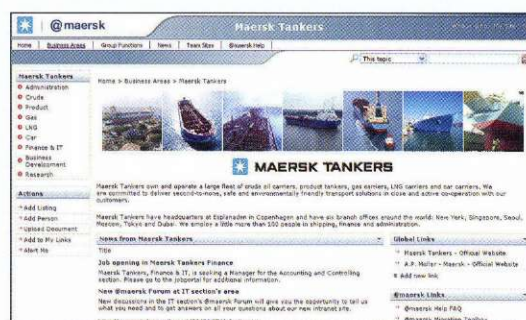 @maersk
Maersk Tankers
Home | Business Areas | Group Functions | News | Team Sites | @maersk Help
This topic
Maersk Tankers
Administration
Crude
Product
Gas
LNG
Car
Finance & IT
Business Development
Research
Actions
Add Listing
Add Person
Upload Document
Add to My Links
Alert Me
Home > Business Areas > Maersk Tankers
MAERSK TANKERS
Maersk Tankers own and operate a large fleet of crude oil carriers, product tankers, gas carriers, LNG carriers and car carriers. We
are committed to deliver second-to-none, safe and environmentally friendly transport solutions in close and active co-operation with our
customers.
Maersk Tankers have headquarters at Esplanaden in Copenhagen and have six branch offices around the world: New York, Singapore, Seoul,
Moscow, Tokyo and Dubai. We employ a little more than 100 people in shipping, finance and administration.
News from Maersk Tankers
Title
Job opening in Maersk Tankers Finance
Maersk Tankers, Finance & IT, is seeking a Manager for the Accounting and Controlling
section. Please go to the jobportal for additional information.
New @maersk Forum at IT section's area
New discussions in the IT section's @maersk Forum will give you the opportunity to tell us
what you need and to get answers on all your questions about our new intranet site.
Global Links
Maersk Tankers - Official Website
A.P. Moller - Maersk - Official Website
Add new link
@maersk Links
@maersk Help FAQ
@maersk Migration Toolbox